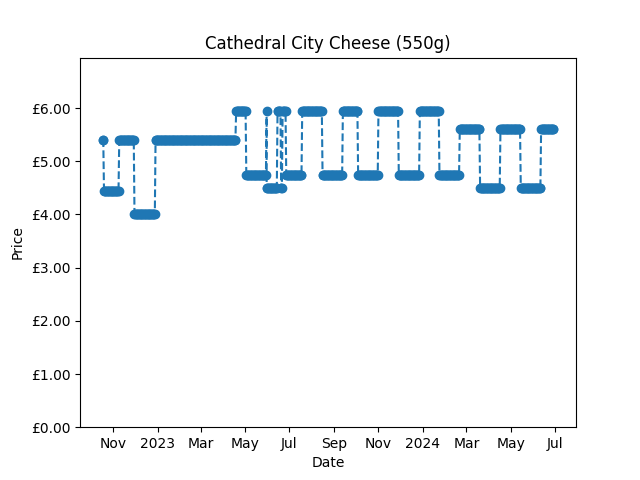 Cathedral City Cheese (550g)
£6.00
£5.00
£4.00
£3.00
£2.00
£1.00
£0.00
Price
Nov 2023 Mar May Jul Sep Nov 2024 Mar May Jul
Date